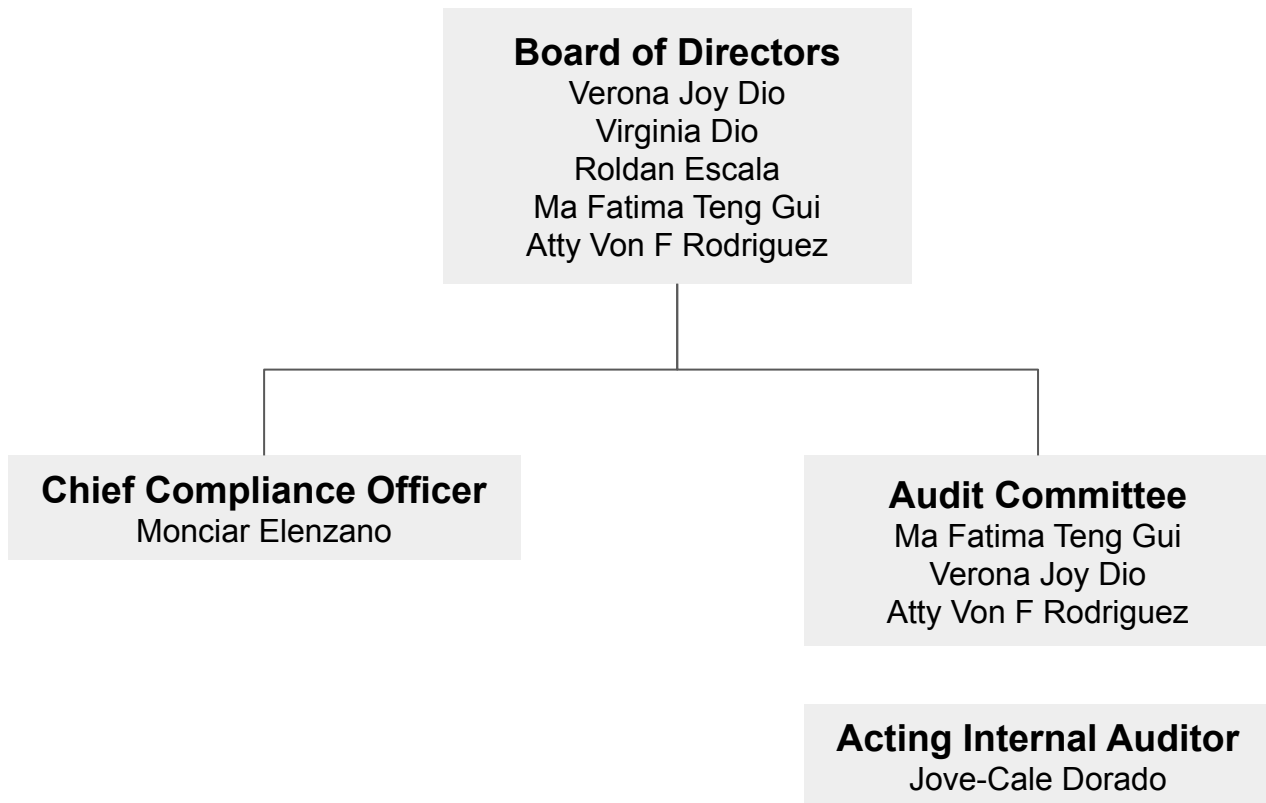 Board of Directors
Verona Joy Dio
Virginia Dio
Roldan Escala
Ma Fatima Teng Gui
Atty Von F Rodriguez
Chief Compliance Officer
Monciar Elenzano
Audit Committee
Ma Fatima Teng Gui
Verona Joy Dio
Atty Von F Rodriguez
Acting Internal Auditor
Jove-Cale Dorado